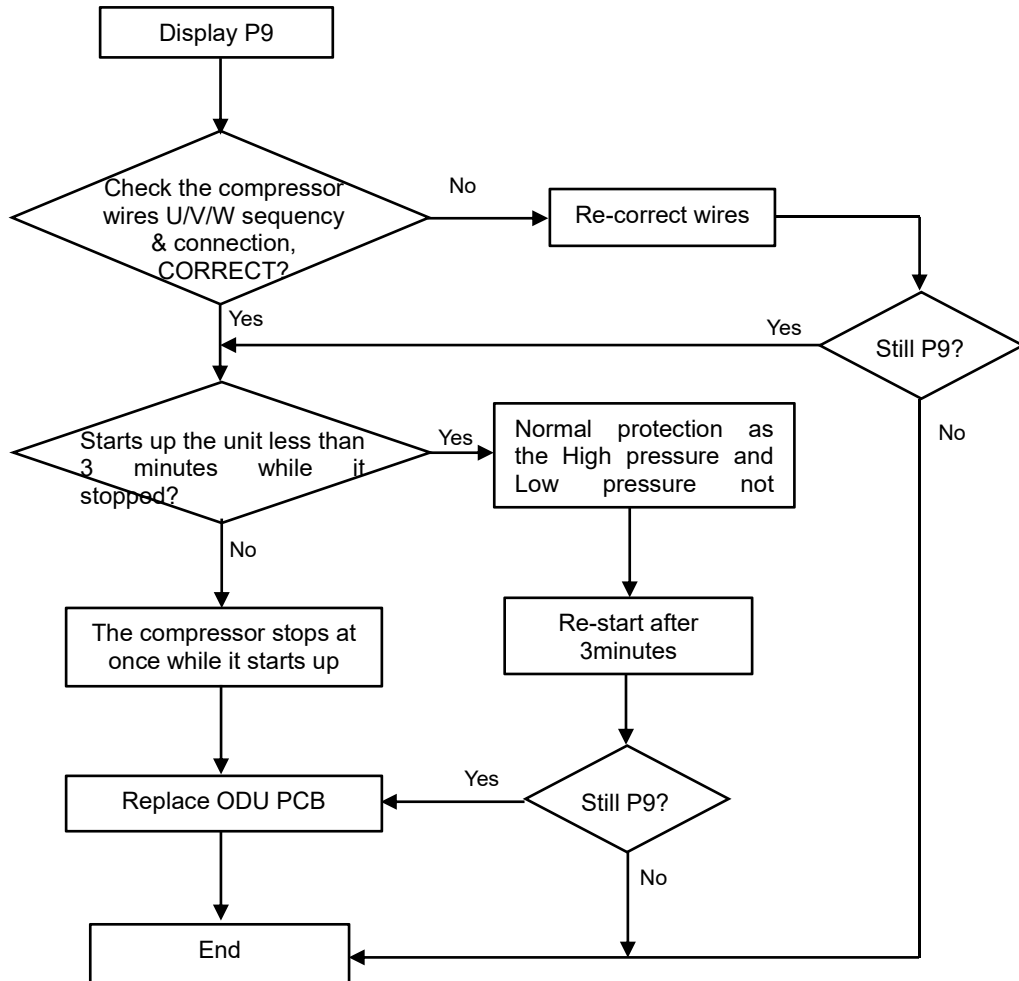 Display P9
Check the compressor
wires U/V/W sequency
& connection,
CORRECT?
No
Re-correct wires
Yes
Yes
Still P9?
Starts up the unit less than
3 minutes while it
stopped?
Yes
Normal protection as
the High pressure and
Low pressure not
No
No
The compressor stops at
once while it starts up
Re-start after
3minutes
Replace ODU PCB
Yes
Still P9?
No
End